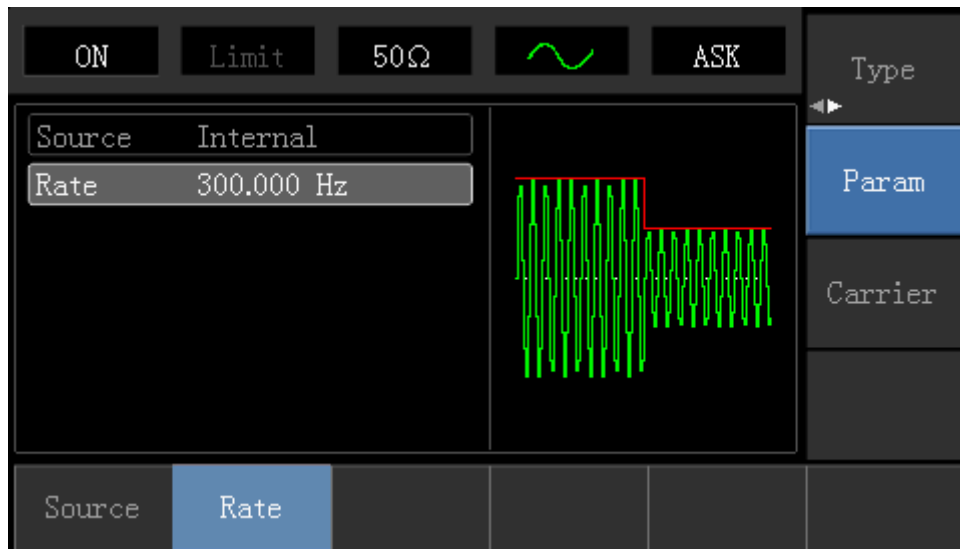 ON Limit 50Ω ASK
Type
Source Internal
Rate 300.000 Hz
Param
Carrier
Source Rate